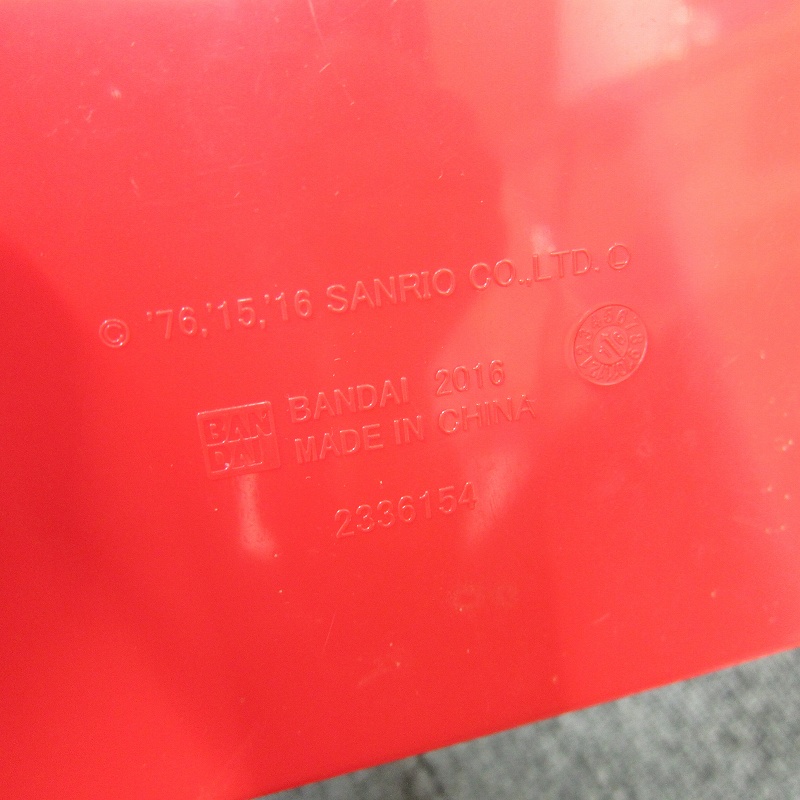 © '76,'15,'16 SANRIO CO.,LTD. Ⓛ
BAN
DAI
BANDAI 2016
MADE IN CHINA
2336154